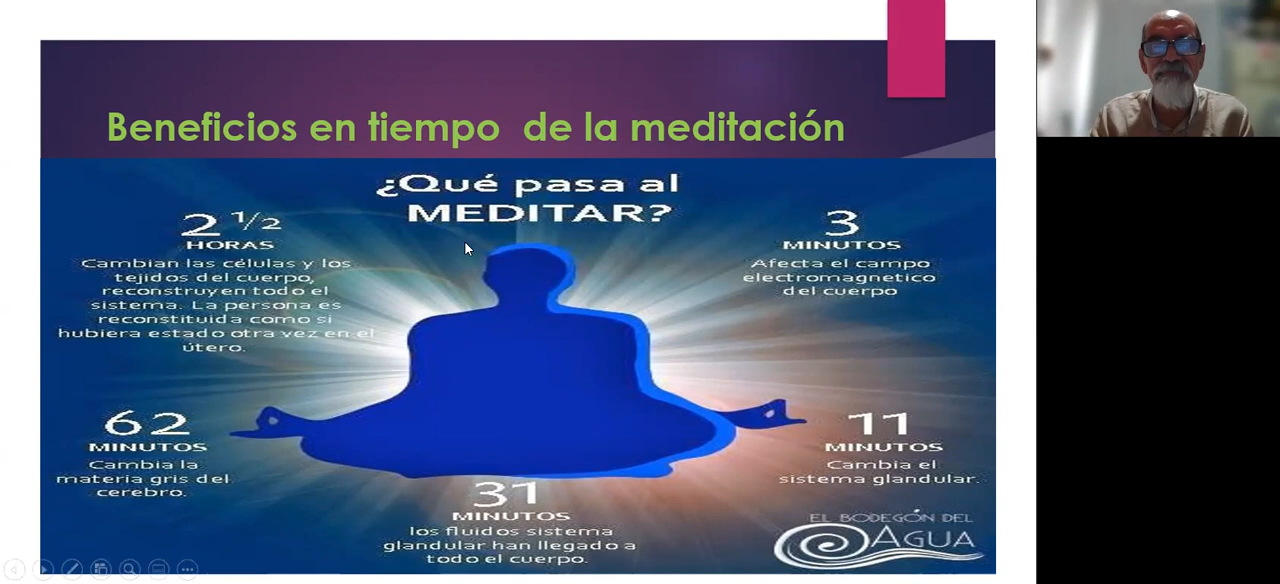 Beneficios en tiempo de la meditación
¿Qué pasa al
MEDITAR?
2 1/2
HORAS
Cambian las células y los
tejidos del cuerpo,
reconstruyen todo el
sistema. La persona es
reconstituida como si
hubiera estado otra vez en el
útero.
3
MINUTOS
Afecta el campo
electromagnetico
del cuerpo
62
MINUTOS
Cambia la
materia gris del
cerebro.
11
MINUTOS
Cambia el
sistema glandular.
31
MINUTOS
los fluidos sistema
glandular han llegado a
todo el cuerpo.
EL BODEGÓN DEL
AGUA